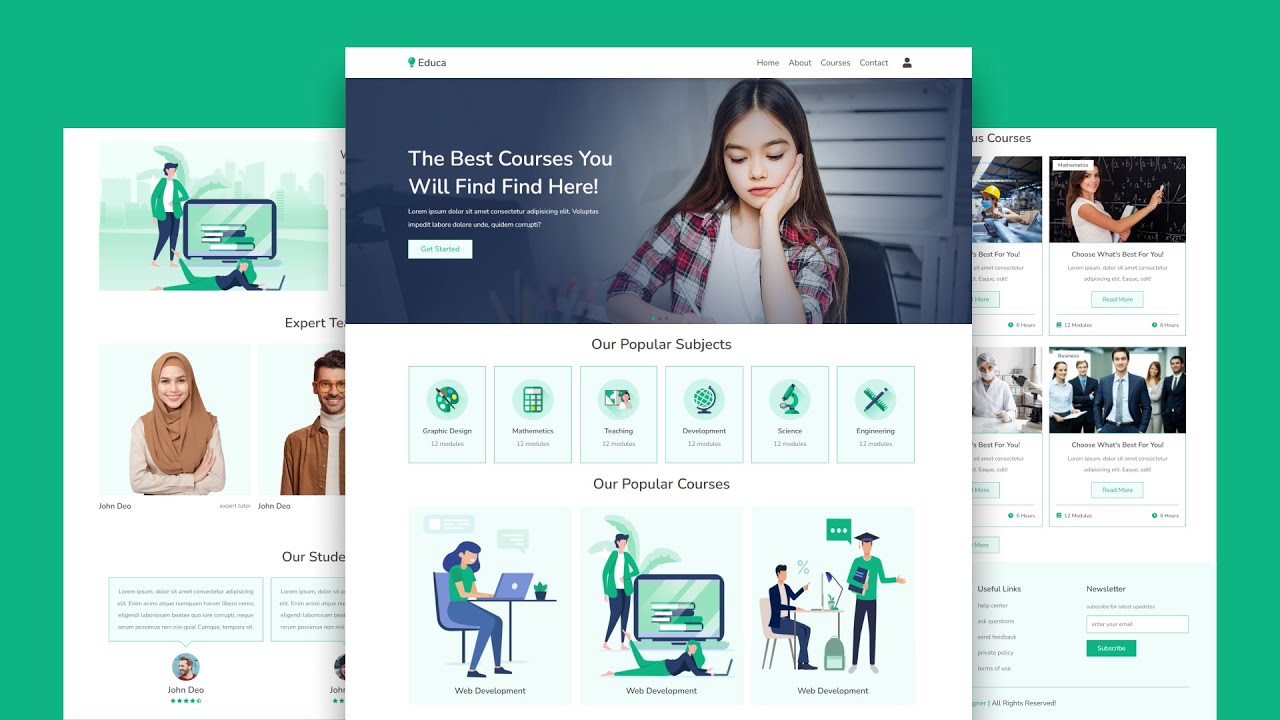 Educa
Home About Courses Contact
The Best Courses You
Will Find Find Here!
Lorem ipsum dolor sit amet consectetur adipisicing elit. Voluptas
impedit labore dolore unde, quidem corrupti?
Get Started
Our Popular Subjects
Graphic Design
12 modules
Mathemetics
12 modules
Teaching
12 modules
Development
12 modules
Science
12 modules
Engineering
12 modules
Our Popular Courses
Web Development
Web Development
Web Development
Expert Tea
John Deo
expert tutor
John Deo
Our Stude
Lorem ipsum, dolor sit amet consectetur
elit. Enim animi atque numquam harum libero nemo,
eligendi laboriosam beatae quo iure corrupti, neque
rerum possimus non nisi quia! Cumque, tempora sit.
Lorem ipsum, dolor
elit. Enim animi atque
eligendi laboriosam
rerum possimus non
John Deo
Joh
us Courses
Mathemetics
's Best For You!
sit amet consectetur
elit. Eaque, odit!
More
6 Hours
Choose What's Best For You!
Lorem ipsum, dolor sit amet consectetur
adipisicing elit. Eaque, odit!
Read More
12 Modules
6 Hours
Business
's Best For You!
sit amet consectetur
elit. Eaque, odit!
More
6 Hours
Choose What's Best For You!
Lorem ipsum, dolor sit amet consectetur
adipisicing elit. Eaque, odit!
Read More
12 Modules
6 Hours
More
Useful Links
help center
ask questions
send feedback
private policy
terms of use
Newsletter
subscribe for latest upadates
enter your email
Subscribe
gner | All Rights Reserved!